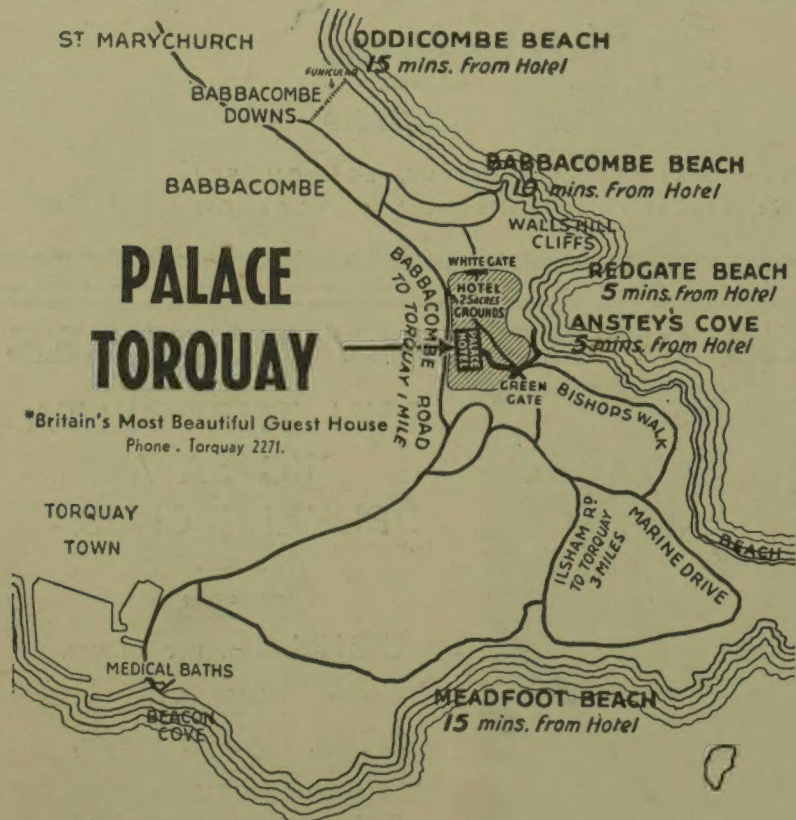 ST MARYCHURCH
ODDICOMBE BEACH
15 mins. from Hotel
FUNICULAR
BABBACOMBE
DOWNS
BABBACOMBE
BABBACOMBE BEACH
10 mins. from Hotel
WALLS HILL
CLIFFS
PALACE
TORQUAY
WHITE GATE
HOTEL
25 ACRES
GROUNDS
REDGATE BEACH
5 mins. from Hotel
ANSTEY'S COVE
5 mins. from Hotel
PALACE
HOTEL
BABBACOMBE ROAD
TO TORQUAY 1 MILE
GREEN
GATE
BISHOPS WALK
*Britain's Most Beautiful Guest House
Phone . Torquay 2271.
TORQUAY
TOWN
ILSHAM RD
TO TORQUAY
3 MILES
MARINE DRIVE
BEACH
MEDICAL BATHS
BEACON
COVE
MEADFOOT BEACH
15 mins. from Hotel